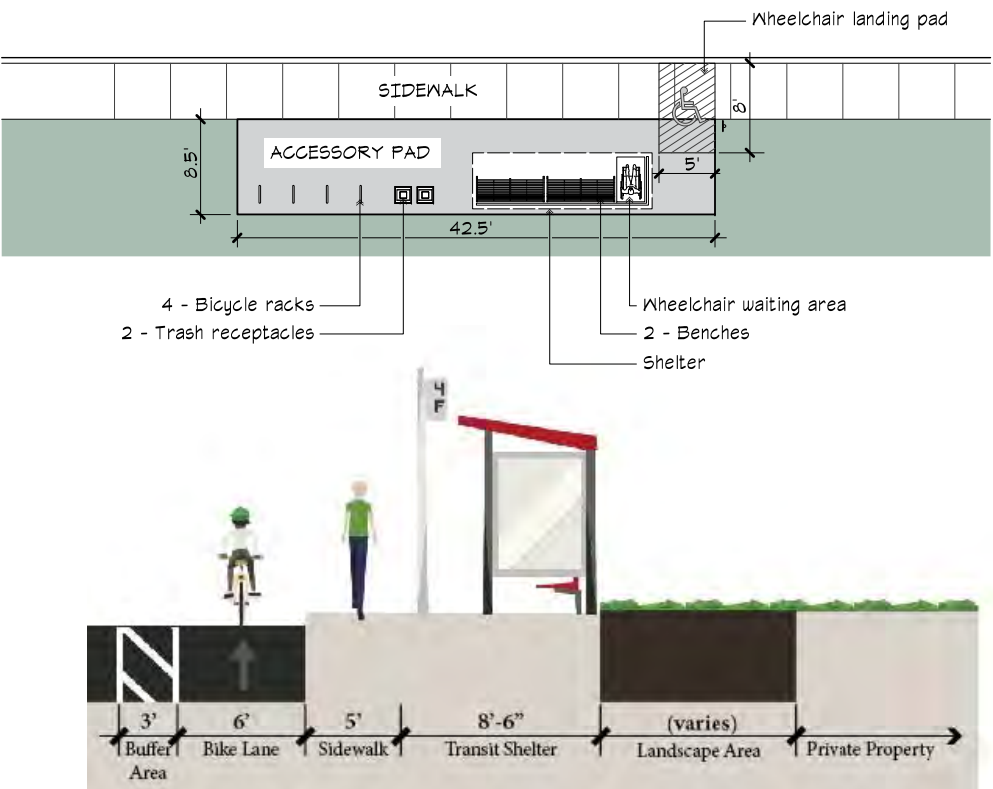 Wheelchair landing pad
SIDEWALK
8'
8.5'
ACCESSORY PAD
5'
42.5'
4 - Bicycle racks
Wheelchair waiting area
2 - Trash receptacles
2 - Benches
Shelter
4
F
3’ 6’ 5’ 8’-6” (varies)
Buffer Area
Bike Lane
Sidewalk
Transit Shelter
Landscape Area
Private Property